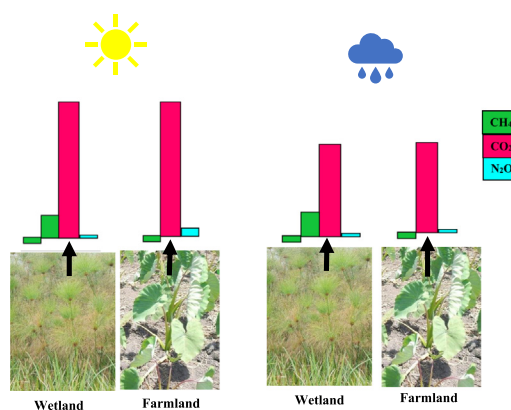 CH₄
CO₂
N₂O
Wetland
Farmland
Wetland
Farmland